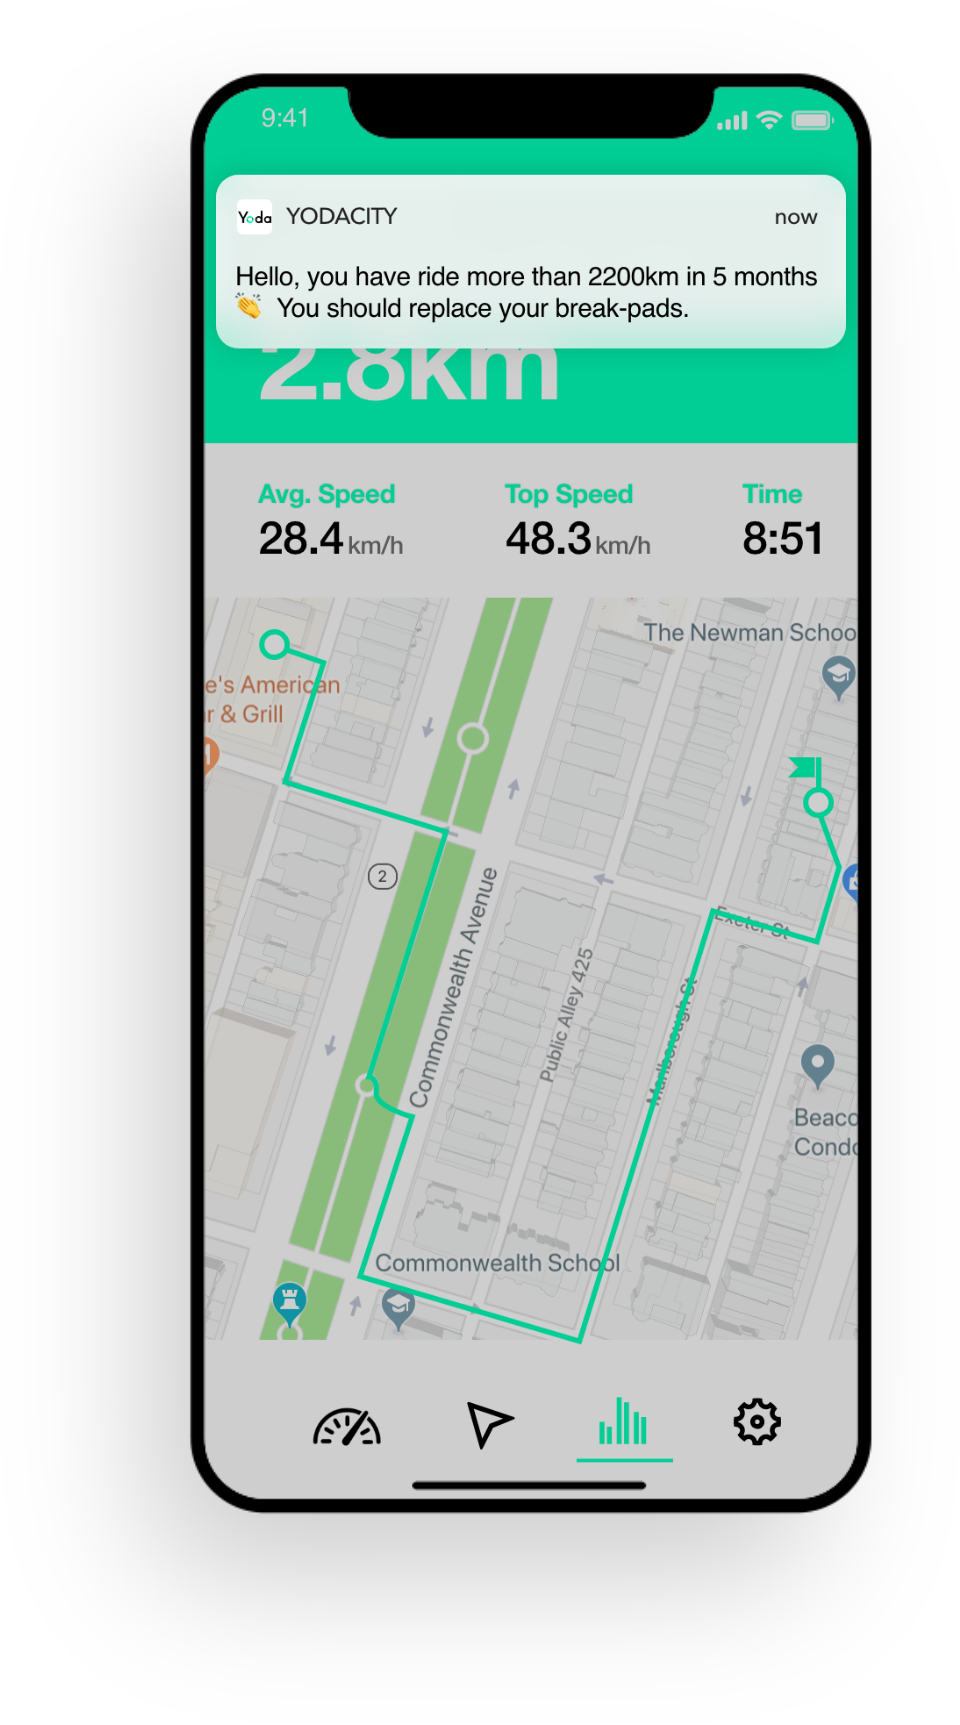 9:41
Yoda YODACITY now
Hello, you have ride more than 2200km in 5 months
👏 You should replace your break-pads.
2.8km
Avg. Speed Top Speed Time
28.4 km/h 48.3 km/h 8:51
The Newman Schoo
e's American
r & Grill
2
Commonwealth Avenue
Exeter St
Public Alley 425
Marlborough St
Beaco
Condo
Commonwealth School